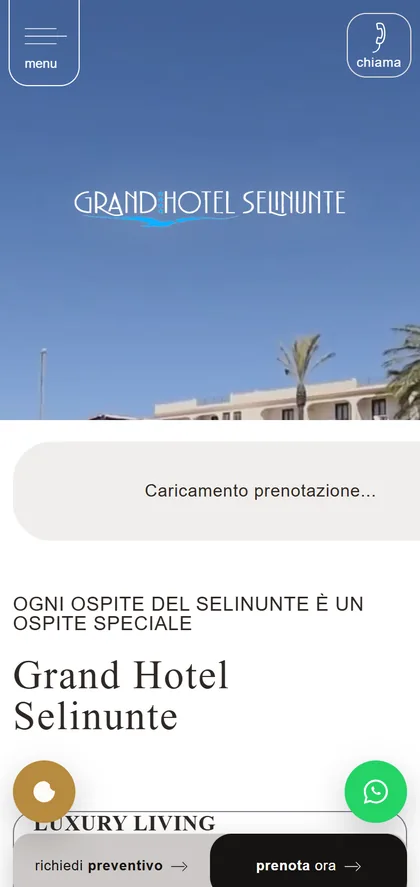 menu
chiama
GRAND HOTEL SELINUNTE
Caricamento prenotazione...
OGNI OSPITE DEL SELINUNTE È UN
OSPITE SPECIALE
Grand Hotel
Selinunte
LUXURY LIVING
richiedi preventivo
prenota ora